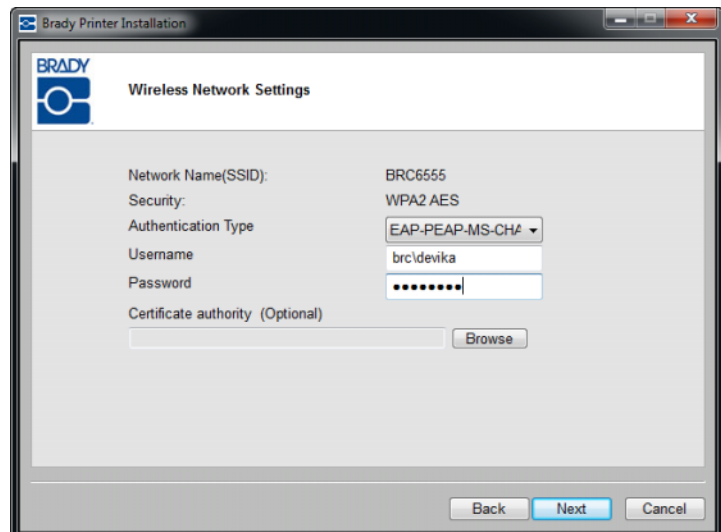 Brady Printer Installation
BRADY
Wireless Network Settings
Network Name(SSID): BRC6555
Security: WPA2 AES
Authentication Type EAP-PEAP-MS-CHA
Username brc\devika
Password ●●●●●●●●
Certificate authority (Optional)
Browse
Back Next Cancel